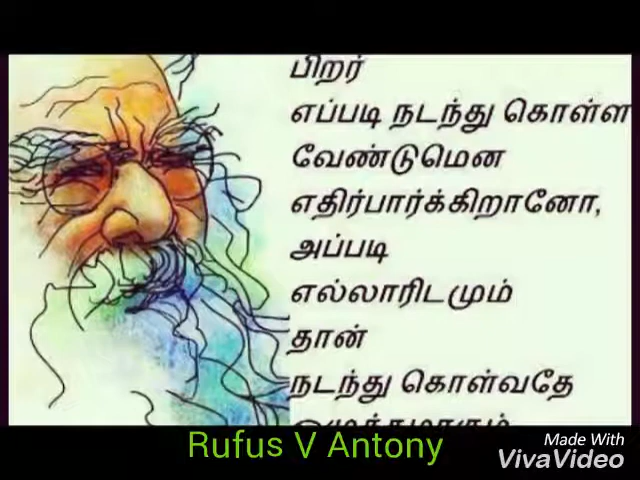 பிறர்
எப்படி நடந்து கொள்ள
வேண்டுமென
எதிர்பார்க்கிறானோ,
அப்படி
எல்லாரிடமும்
தான்
நடந்து கொள்வதே
Rufus V Antony
Made With
VivaVideo